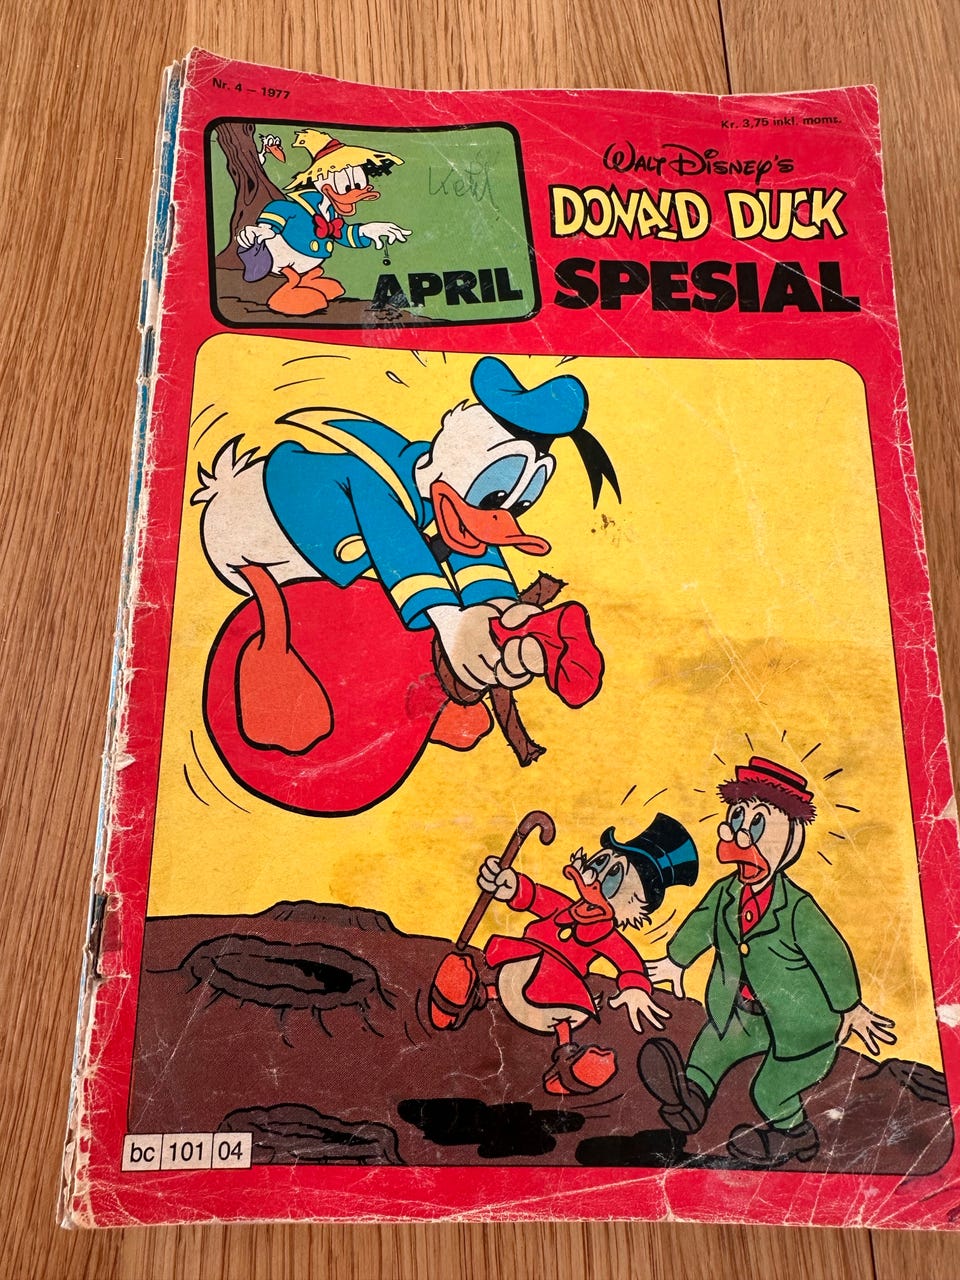 Nr. 4 – 1977
Kr. 3,75 inkl. moms.
WALT DISNEY'S
DONALD DUCK
SPESIAL
APRIL
bc 101 04